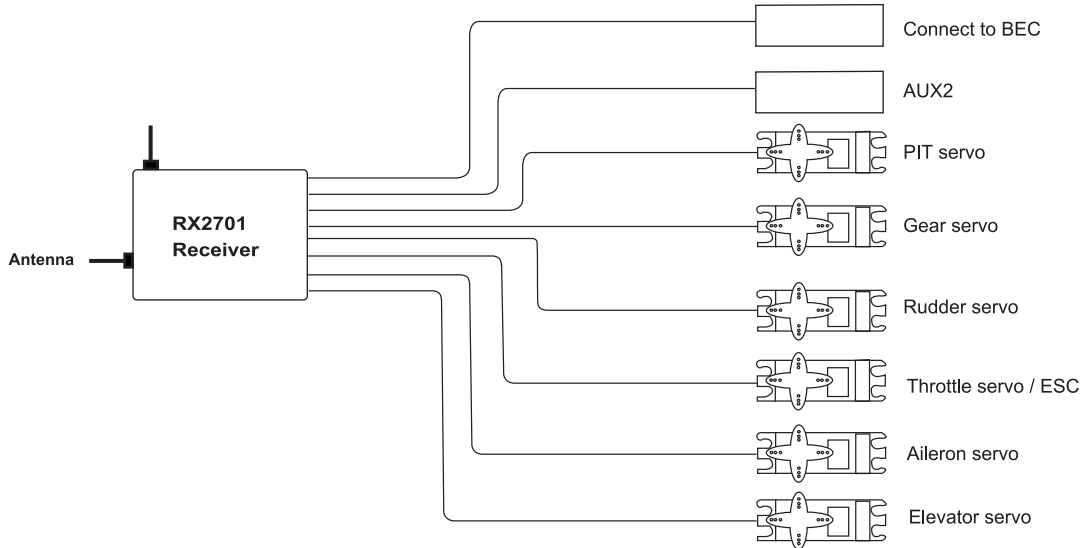 Connect to BEC
AUX2
PIT servo
RX2701
Receiver
Gear servo
Antenna
Rudder servo
Throttle servo / ESC
Aileron servo
Elevator servo